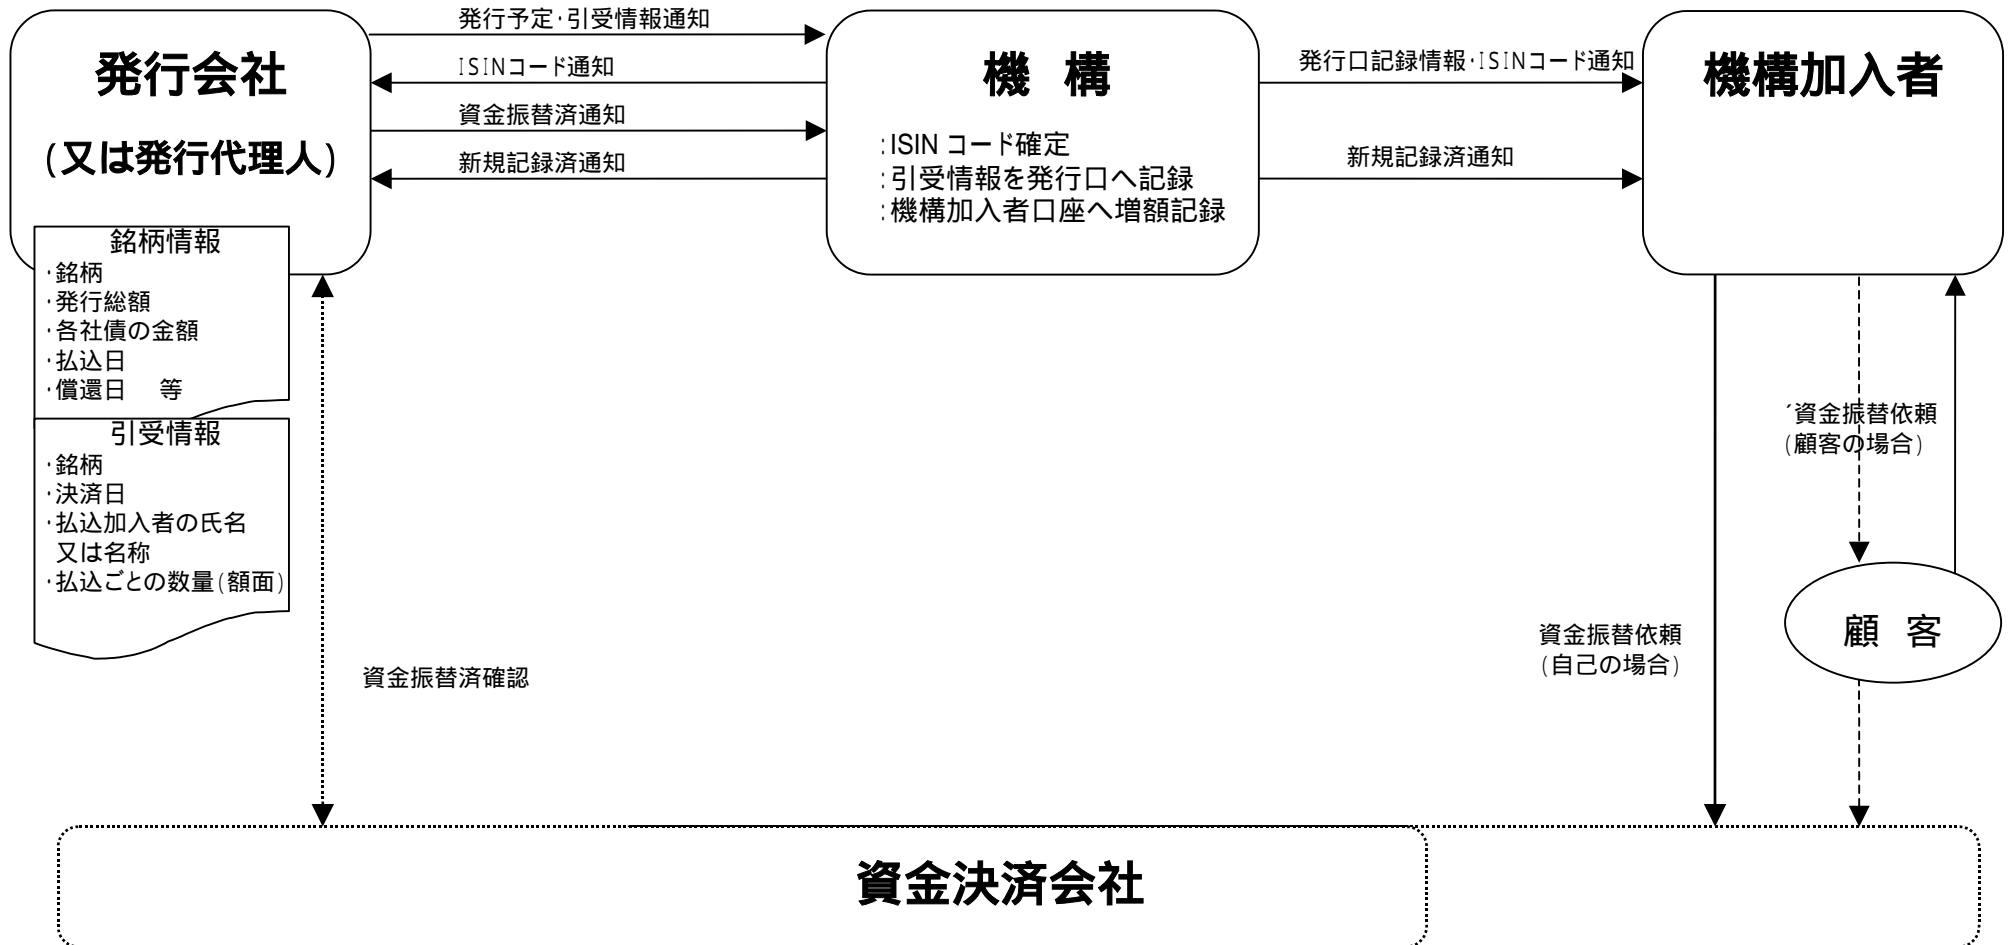 発行会社
(又は発行代理人)
銘柄情報
・銘柄
・発行総額
・各社債の金額
・払込日
・償還日　等
引受情報
・銘柄
・決済日
・払込加入者の氏名
又は名称
・払込ごとの数量(額面)
発行予定・引受情報通知
ISINコード通知
資金振替済通知
新規記録済通知
機　構
:ISIN コード確定
:引受情報を発行口へ記録
:機構加入者口座へ増額記録
発行口記録情報・ISINコード通知
新規記録済通知
機構加入者
´資金振替依頼
(顧客の場合)
顧　客
資金振替依頼
(自己の場合)
資金振替済確認
資金決済会社